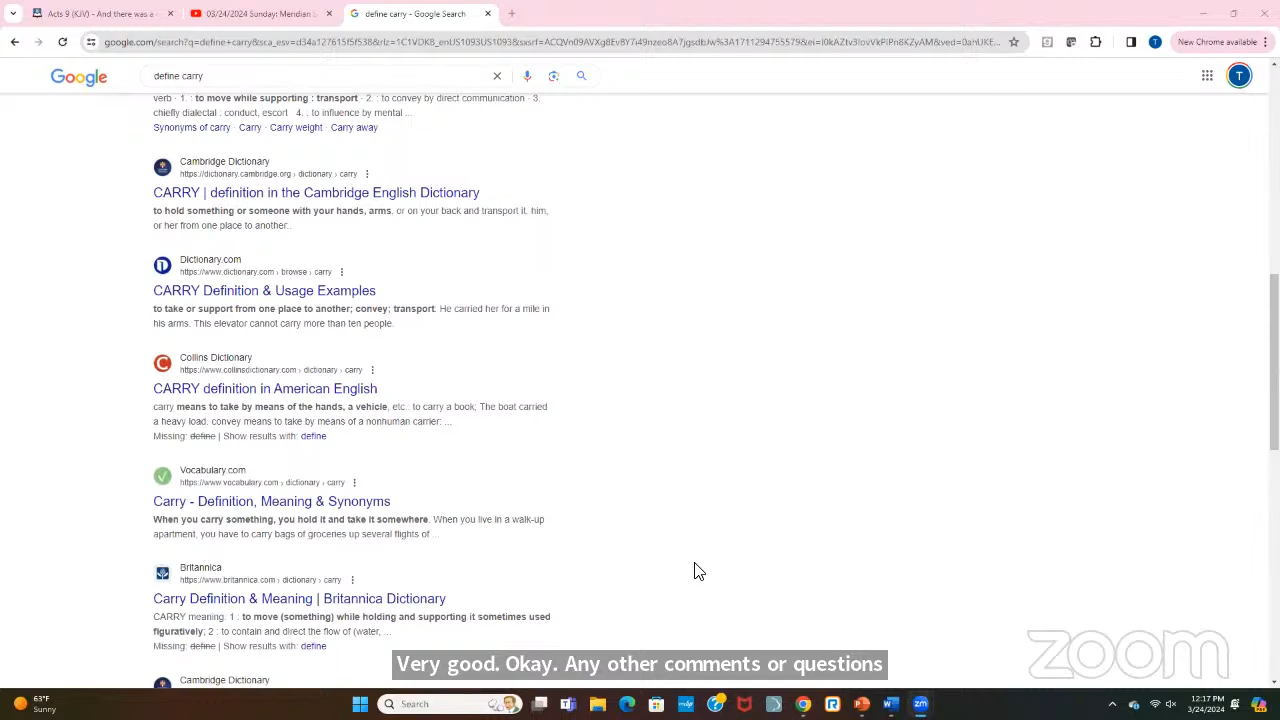 Acts 9 (KJV) - And there was
03/24/2024 Sunday: Meridian
define carry - Google Search
google.com/search?q=define+carry&sca_esv=d34a127615f5f538&rlz=1C1VDKB_enUS1093US1093&sxsrf=
New Chrome available
Google
define carry
T
verb · 1. : to move while supporting : transport · 2. : to convey by direct communication · 3.
chiefly dialectal : conduct, escort 4. : to influence by mental ...
Synonyms of carry · Carry · Carry weight · Carry away
Cambridge Dictionary
https://dictionary.cambridge.org › dictionary › carry
CARRY | definition in the Cambridge English Dictionary
to hold something or someone with your hands, arms, or on your back and transport it, him,
or her from one place to another:.
Dictionary.com
https://www.dictionary.com › browse › carry
CARRY Definition & Usage Examples
to take or support from one place to another; convey; transport. He carried her for a mile in
his arms. This elevator cannot carry more than ten people.
Collins Dictionary
https://www.collinsdictionary.com › dictionary › carry
CARRY definition in American English
carry means to take by means of the hands, a vehicle, etc.: to carry a book; The boat carried
a heavy load. convey means to take by means of a nonhuman carrier: ...
Missing: define | Show results with: define
Vocabulary.com
https://www.vocabulary.com › dictionary › carry
Carry - Definition, Meaning & Synonyms
When you carry something, you hold it and take it somewhere. When you live in a walk-up
apartment, you have to carry bags of groceries up several flights of ...
Britannica
https://www.britannica.com › dictionary › carry
Carry Definition & Meaning | Britannica Dictionary
CARRY meaning: 1 : to move (something) while holding and supporting it sometimes used
figuratively; 2 : to contain and direct the flow of (water, ...
Missing: define | Show results with: define
Cambridge Dictionary
Very good. Okay. Any other comments or questions
zoom
83°F
Sunny
Search
12:17 PM
3/24/2024